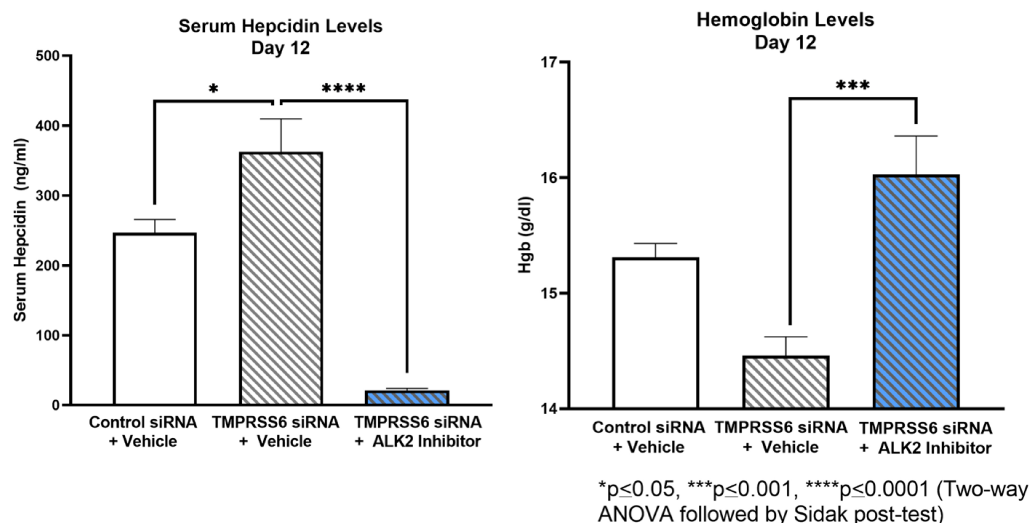 Serum Hepcidin Levels
Day 12
Serum Hepcidin (ng/ml)
500
400
300
200
100
0
*
****
Control siRNA
+ Vehicle
TMPRSS6 siRNA
+ Vehicle
TMPRSS6 siRNA
+ ALK2 Inhibitor
Hemoglobin Levels
Day 12
Hgb (g/dl)
17
16
15
14
***
Control siRNA
+ Vehicle
TMPRSS6 siRNA
+ Vehicle
TMPRSS6 siRNA
+ ALK2 Inhibitor
*p≤0.05, ***p≤0.001, ****p≤0.0001 (Two-way
ANOVA followed by Sidak post-test)